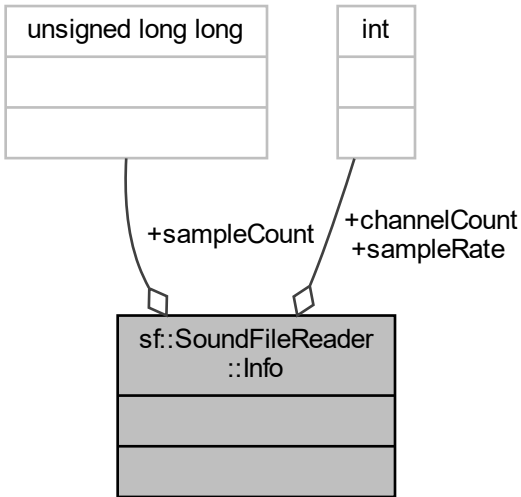 unsigned long long
int
+sampleCount
+channelCount
+sampleRate
sf::SoundFileReader
::Info